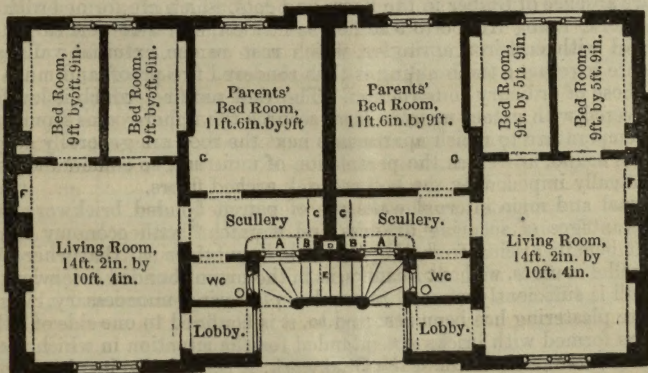 Bed Room,
9ft. by 5ft. 9in.
Bed Room,
9ft. by 5ft. 9in.
Parents'
Bed Room,
11ft. 6in. by 9ft
Parents'
Bed Room,
11ft. 6in. by 9ft.
Bed Room,
9ft. by 5ft. 9in.
Bed Room,
9ft. by 5ft. 9in.
G
G
F
F
Scullery
C
C
Scullery.
A
B
D
B
A
Living Room,
14ft. 2in. by
10ft. 4in.
WC
E
WC
Living Room,
14ft. 2in. by
10ft. 4in.
Lobby.
Lobby.